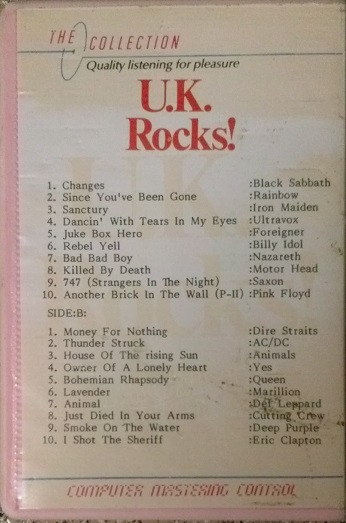 THE COLLECTION
Quality listening for pleasure
U.K.
Rocks!
1. Changes :Black Sabbath
2. Since You've Been Gone :Rainbow
3. Sanctury :Iron Maiden
4. Dancin' With Tears In My Eyes :Ultravox
5. Juke Box Hero :Foreigner
6. Rebel Yell :Billy Idol
7. Bad Bad Boy :Nazareth
8. Killed By Death :Motor Head
9. 747 (Strangers In The Night) :Saxon
10. Another Brick In The Wall (P-II) :Pink Floyd
SIDE:B:
1. Money For Nothing :Dire Straits
2. Thunder Struck :AC/DC
3. House Of The rising Sun :Animals
4. Owner Of A Lonely Heart :Yes
5. Bohemian Rhapsody :Queen
6. Lavender :Marillion
7. Animal :Def Leppard
8. Just Died In Your Arms :Cutting Crew
9. Smoke On The Water :Deep Purple
10. I Shot The Sheriff :Eric Clapton
COMPUTER MASTERING CONTROL